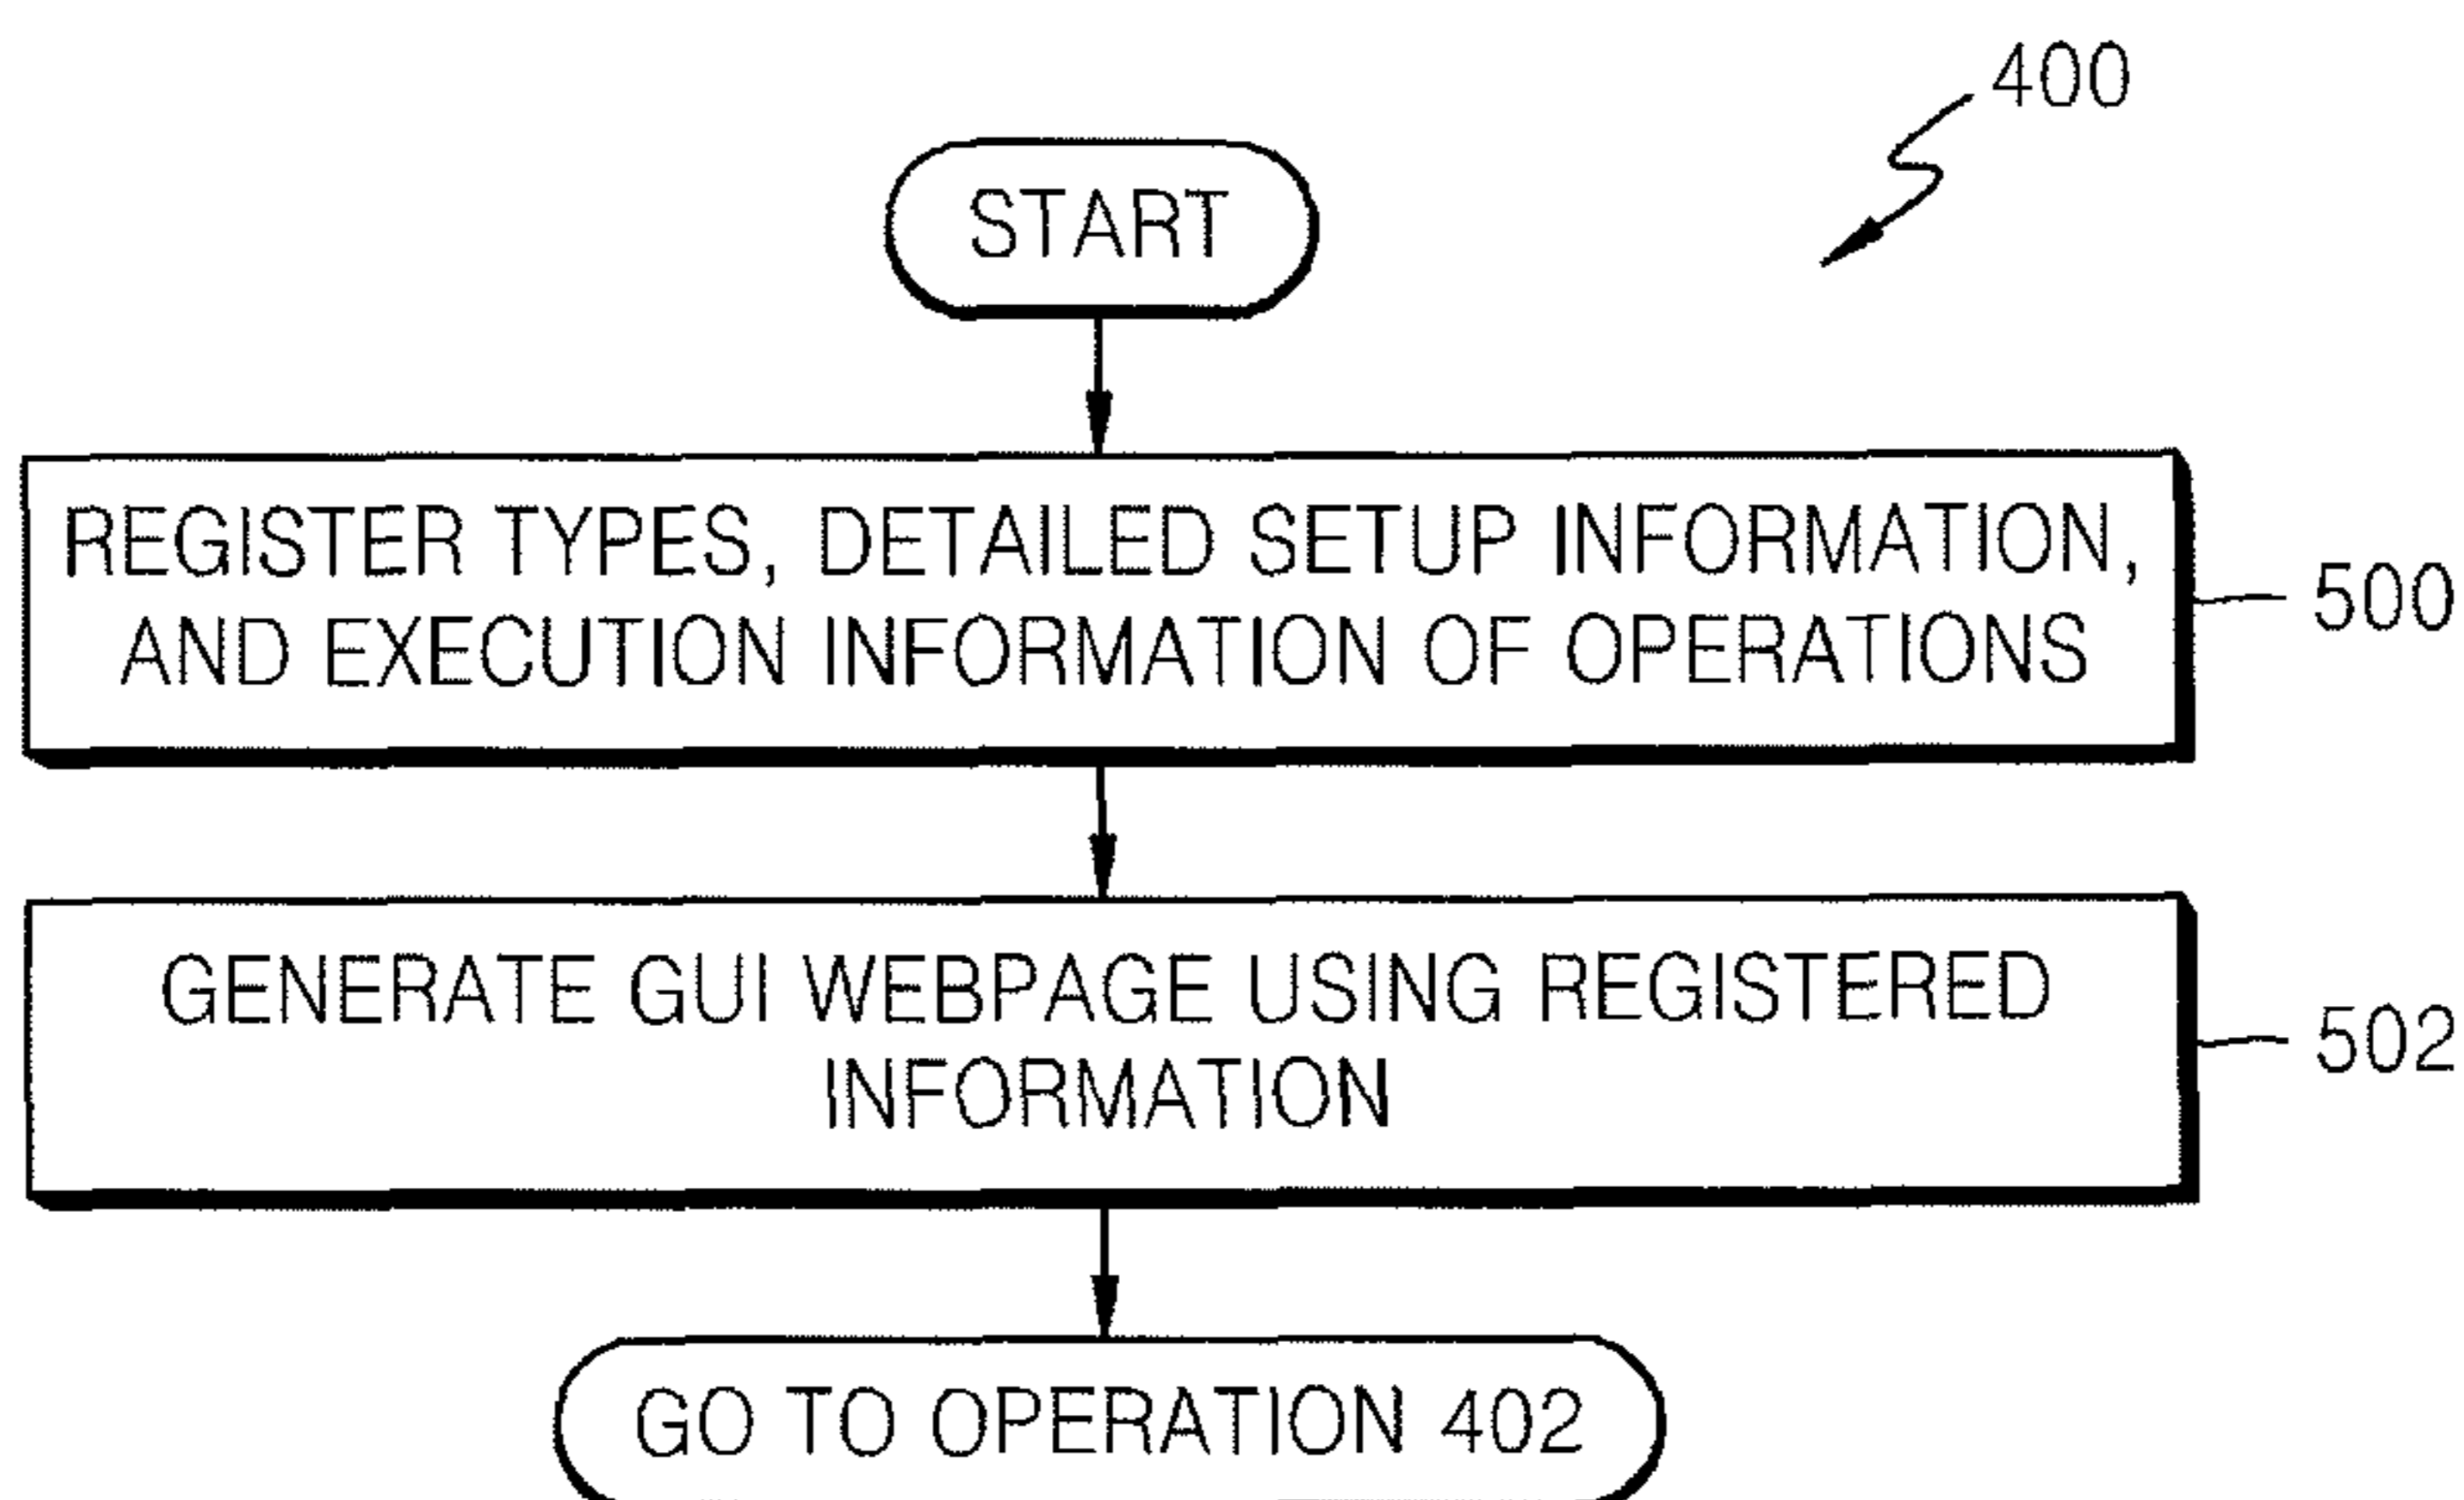 400
START
REGISTER TYPES, DETAILED SETUP INFORMATION,
AND EXECUTION INFORMATION OF OPERATIONS
500
GENERATE GUI WEBPAGE USING REGISTERED
INFORMATION
502
GO TO OPERATION 402